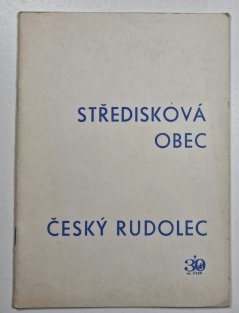 STŘEDISKOVÁ
OBEC
ČESKÝ RUDOLEC
30